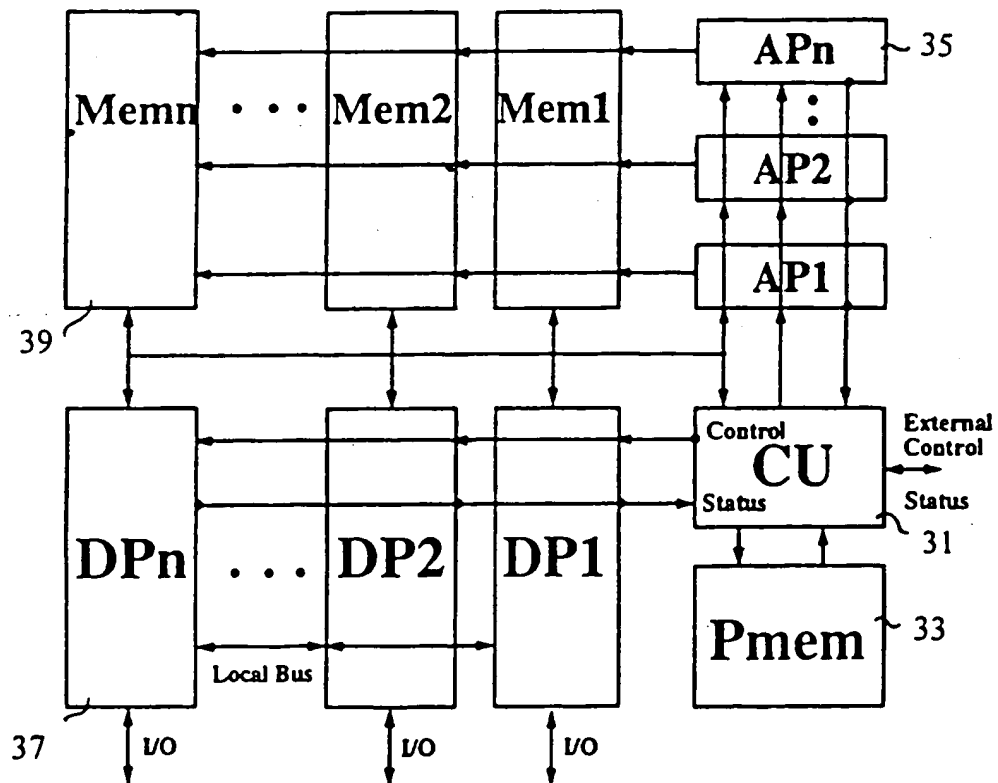 Memn
Mem2
Mem1
APn
35
AP2
AP1
39
DPn
DP2
DP1
Control
CU
Status
External
Control
Status
31
Local Bus
Pmem
33
37
I/O
I/O
I/O